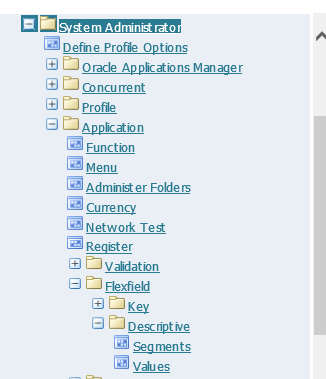 System Administrator
Define Profile Options
Oracle Applications Manager
Concurrent
Profile
Application
Function
Menu
Administer Folders
Currency
Network Test
Register
Validation
Flexfield
Key
Descriptive
Segments
Values